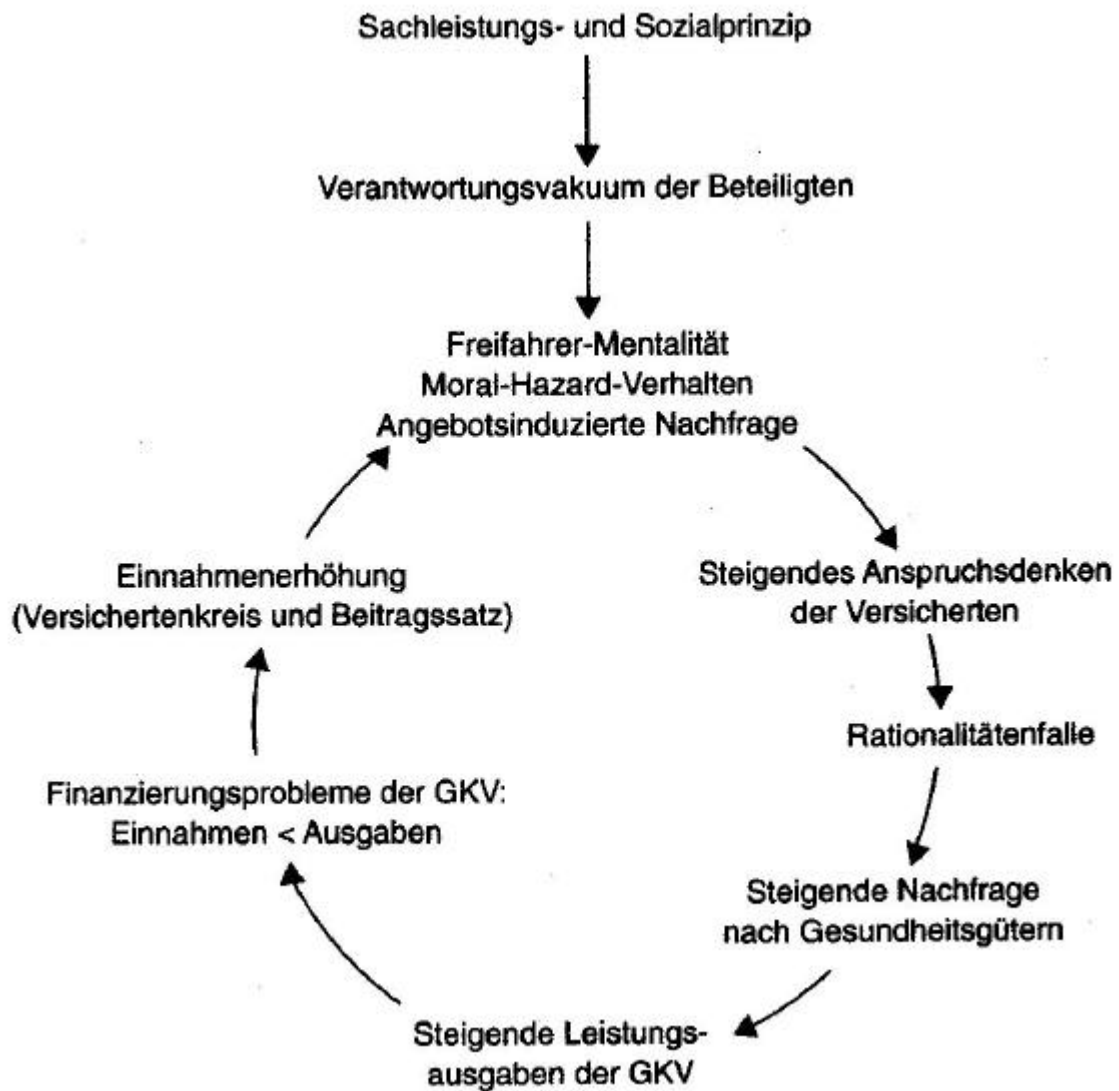 Sachleistungs- und Sozialprinzip
Verantwortungsvakuum der Beteiligten
Freifahrer-Mentalität
Moral-Hazard-Verhalten
Angebotsinduzierte Nachfrage
Steigendes Anspruchsdenken
der Versicherten
Rationalitätenfalle
Steigende Nachfrage
nach Gesundheitsgütern
Steigende Leistungs-
ausgaben der GKV
Finanzierungsprobleme der GKV:
Einnahmen < Ausgaben
Einnahmenerhöhung
(Versichertenkreis und Beitragssatz)